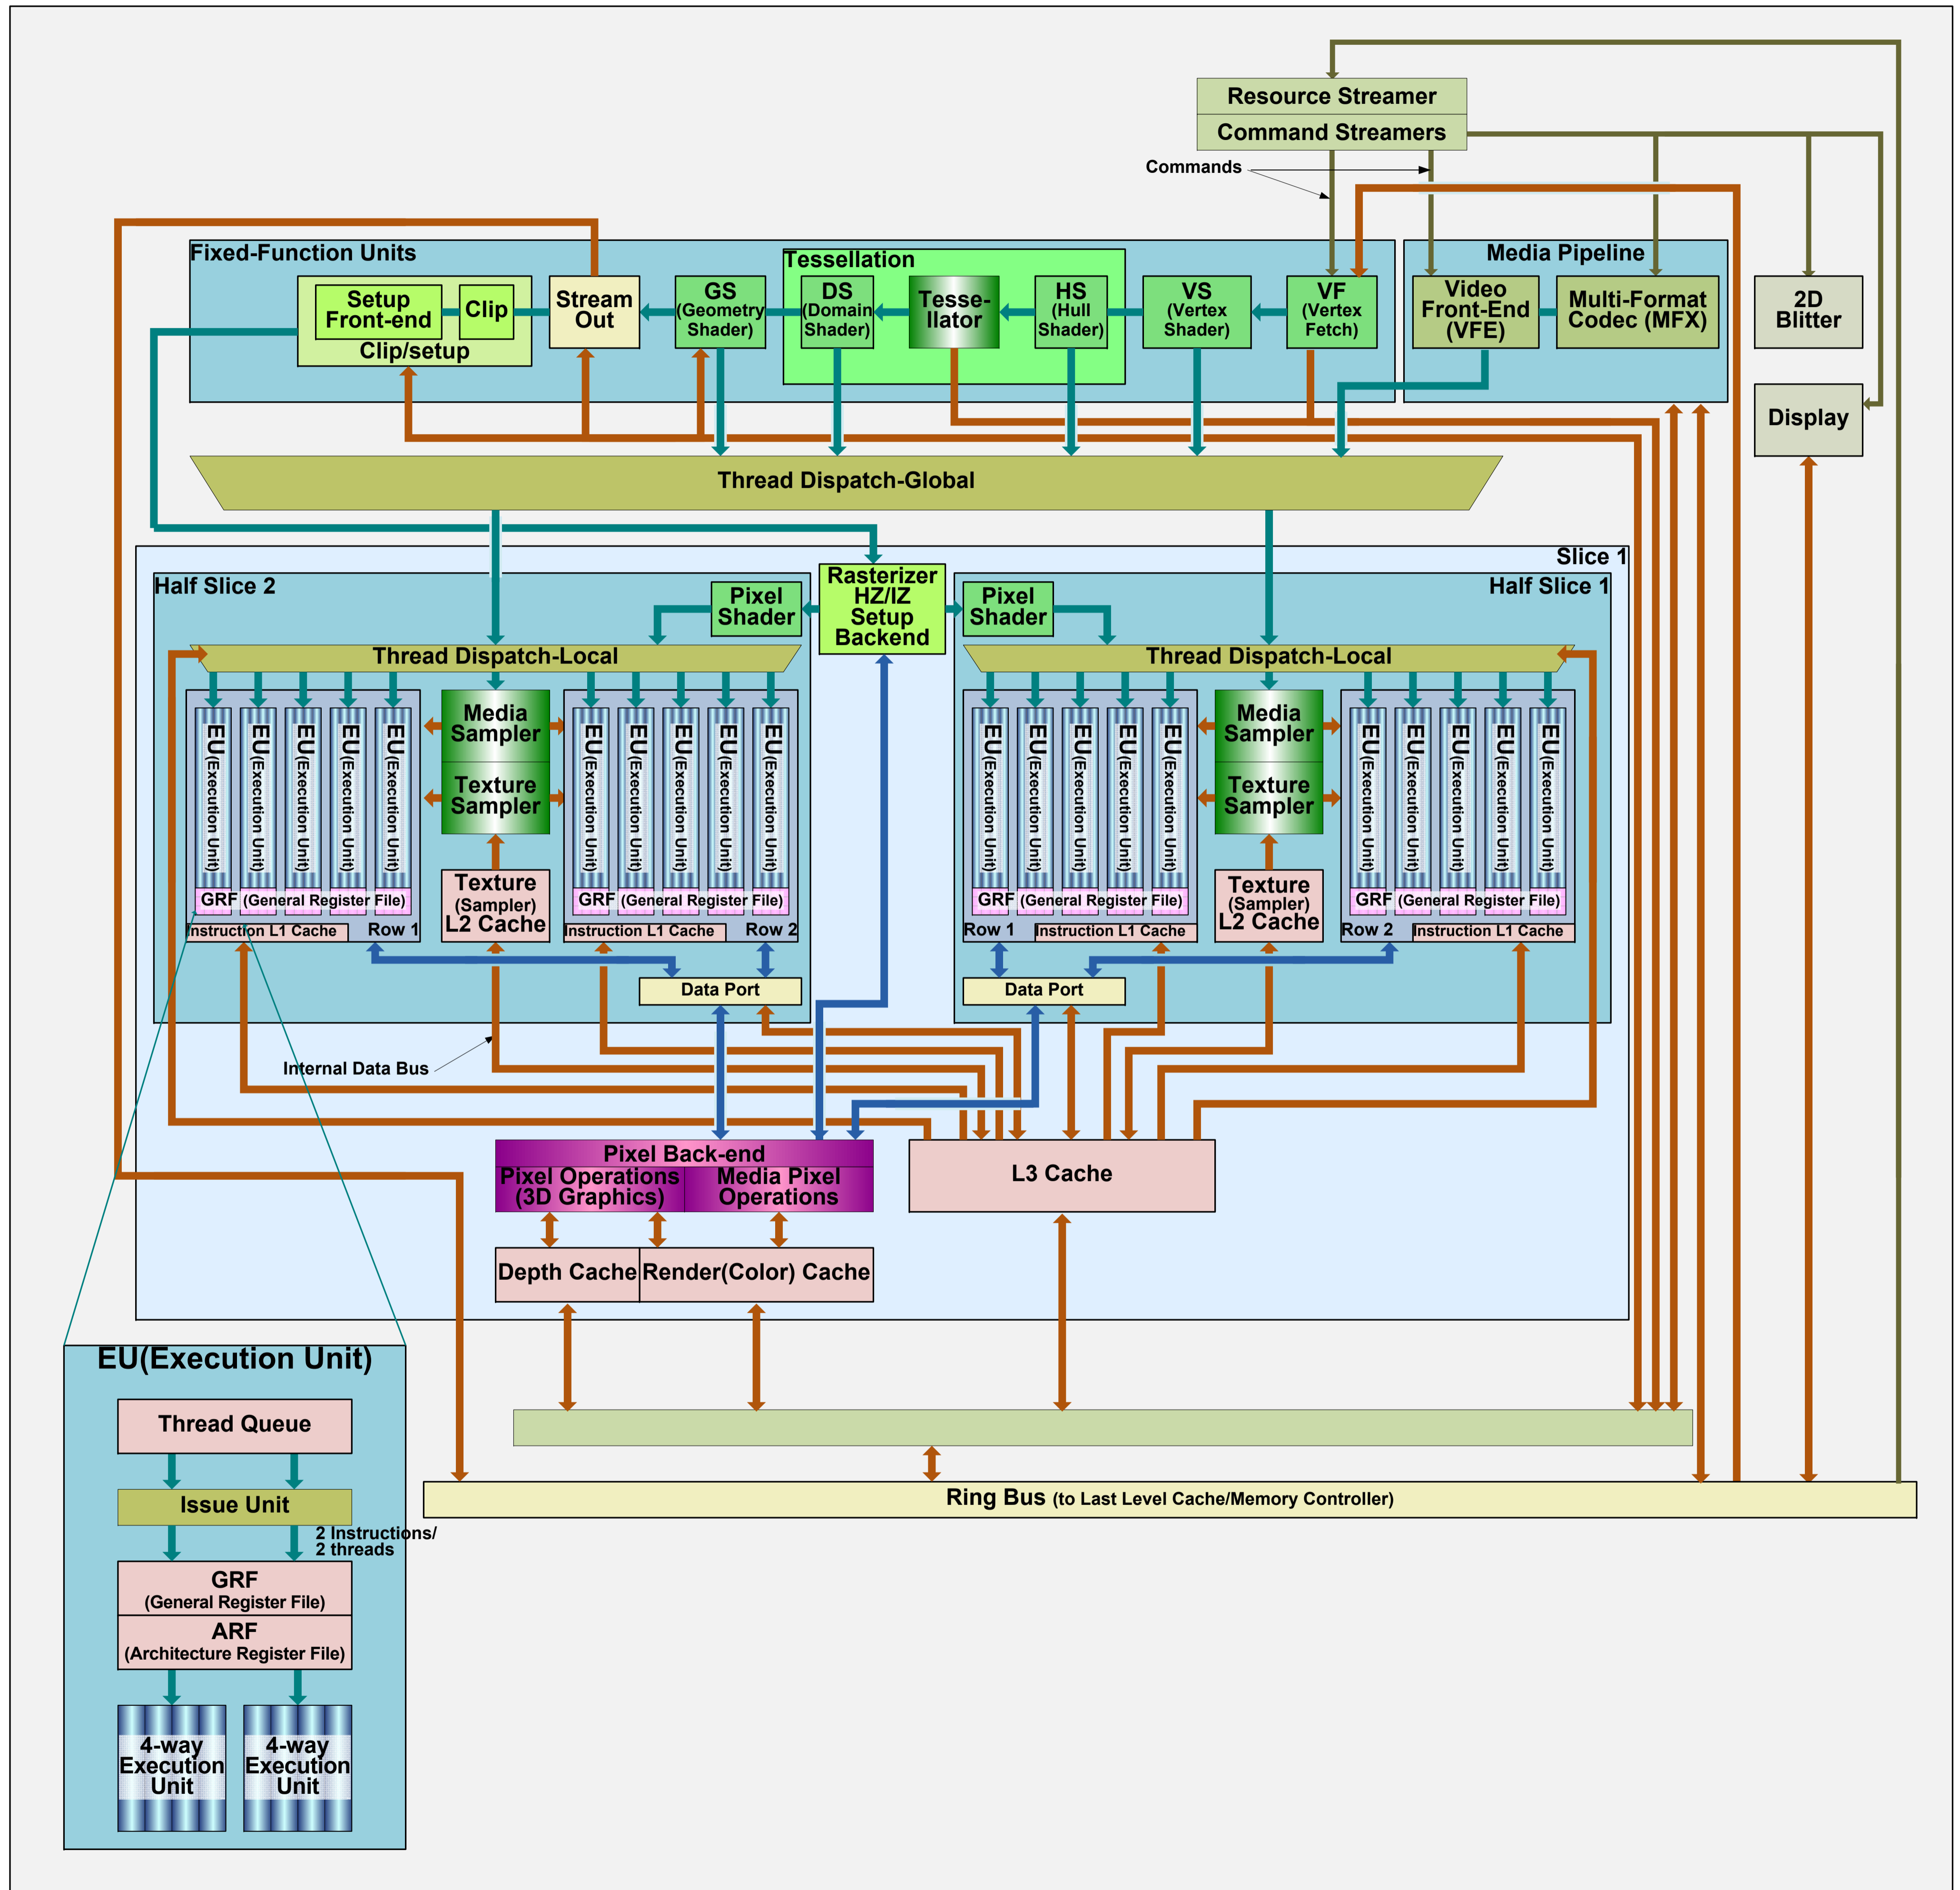 Resource Streamer
Command Streamers
Commands
Fixed-Function Units
Tessellation
Media Pipeline
Setup
Front-end
Clip
Clip/setup
Stream
Out
GS
(Geometry
Shader)
DS
(Domain
Shader)
Tesse-
llator
HS
(Hull
Shader)
VS
(Vertex
Shader)
VF
(Vertex
Fetch)
Video
Front-End
(VFE)
Multi-Format
Codec (MFX)
2D
Blitter
Display
Thread Dispatch-Global
Slice 1
Half Slice 2
Pixel
Shader
Rasterizer
HZ/IZ
Setup
Backend
Pixel
Shader
Half Slice 1
Thread Dispatch-Local
Thread Dispatch-Local
EU(Execution Unit)
EU(Execution Unit)
EU(Execution Unit)
EU(Execution Unit)
EU(Execution Unit)
GRF (General Register File)
Instruction L1 Cache
Row 1
Media
Sampler
Texture
Sampler
Texture
(Sampler)
L2 Cache
EU(Execution Unit)
EU(Execution Unit)
EU(Execution Unit)
EU(Execution Unit)
EU(Execution Unit)
GRF (General Register File)
Instruction L1 Cache
Row 2
EU(Execution Unit)
EU(Execution Unit)
EU(Execution Unit)
EU(Execution Unit)
EU(Execution Unit)
GRF (General Register File)
Row 1
Instruction L1 Cache
Media
Sampler
Texture
Sampler
Texture
(Sampler)
L2 Cache
EU(Execution Unit)
EU(Execution Unit)
EU(Execution Unit)
EU(Execution Unit)
EU(Execution Unit)
GRF (General Register File)
Row 2
Instruction L1 Cache
Data Port
Data Port
Internal Data Bus
Pixel Back-end
Pixel Operations
(3D Graphics)
Media Pixel
Operations
L3 Cache
Depth Cache
Render(Color) Cache
Ring Bus (to Last Level Cache/Memory Controller)
EU(Execution Unit)
Thread Queue
Issue Unit
2 Instructions/
2 threads
GRF
(General Register File)
ARF
(Architecture Register File)
4-way
Execution
Unit
4-way
Execution
Unit